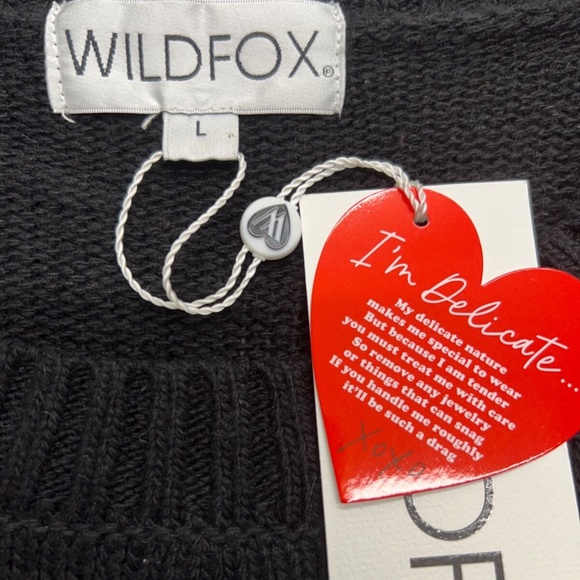 WILDFOX®
L
I'm Delicate...
My delicate nature
makes me special to wear
But because I am tender
you must treat me with care
So remove any jewelry
or things that can snag
If you handle me roughly
it'll be such a drag
XOXO